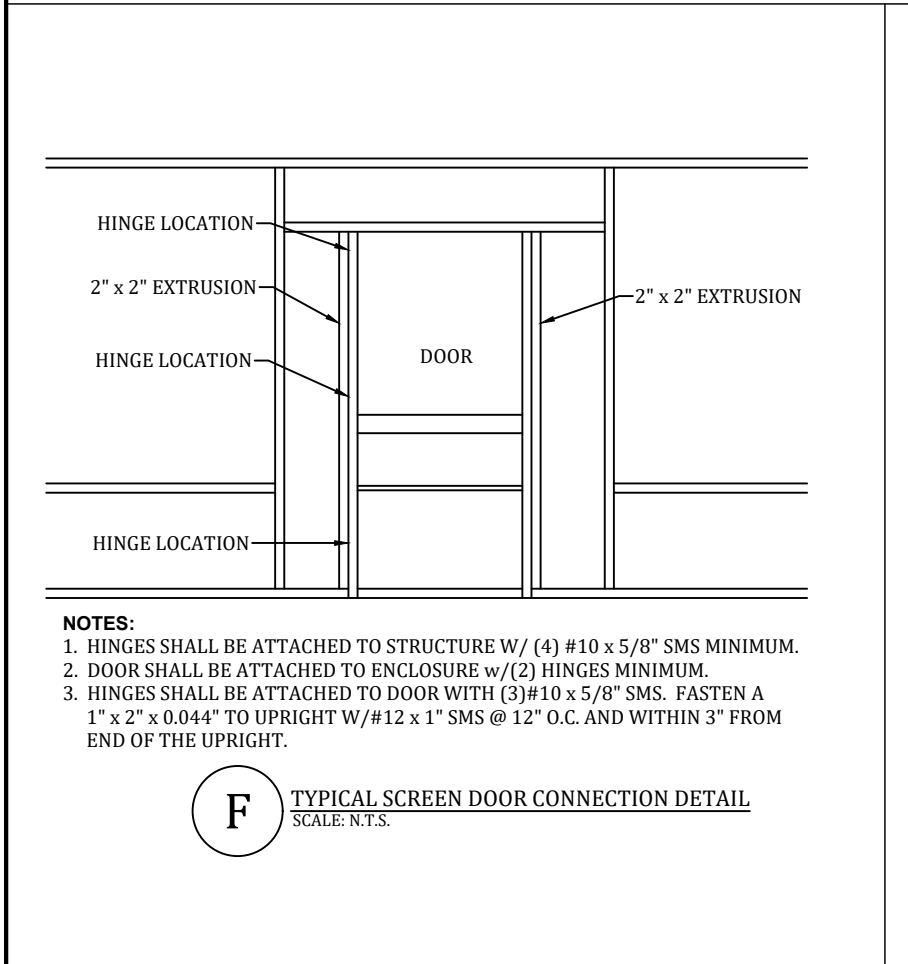 HINGE LOCATION
2" x 2" EXTRUSION
2" x 2" EXTRUSION
HINGE LOCATION
DOOR
HINGE LOCATION
NOTES:
1. HINGES SHALL BE ATTACHED TO STRUCTURE W/ (4) #10 x 5/8" SMS MINIMUM.
2. DOOR SHALL BE ATTACHED TO ENCLOSURE w/(2) HINGES MINIMUM.
3. HINGES SHALL BE ATTACHED TO DOOR WITH (3)#10 x 5/8" SMS. FASTEN A
1" x 2" x 0.044" TO UPRIGHT W/#12 x 1" SMS @ 12" O.C. AND WITHIN 3" FROM
END OF THE UPRIGHT.
F
TYPICAL SCREEN DOOR CONNECTION DETAIL
SCALE: N.T.S.